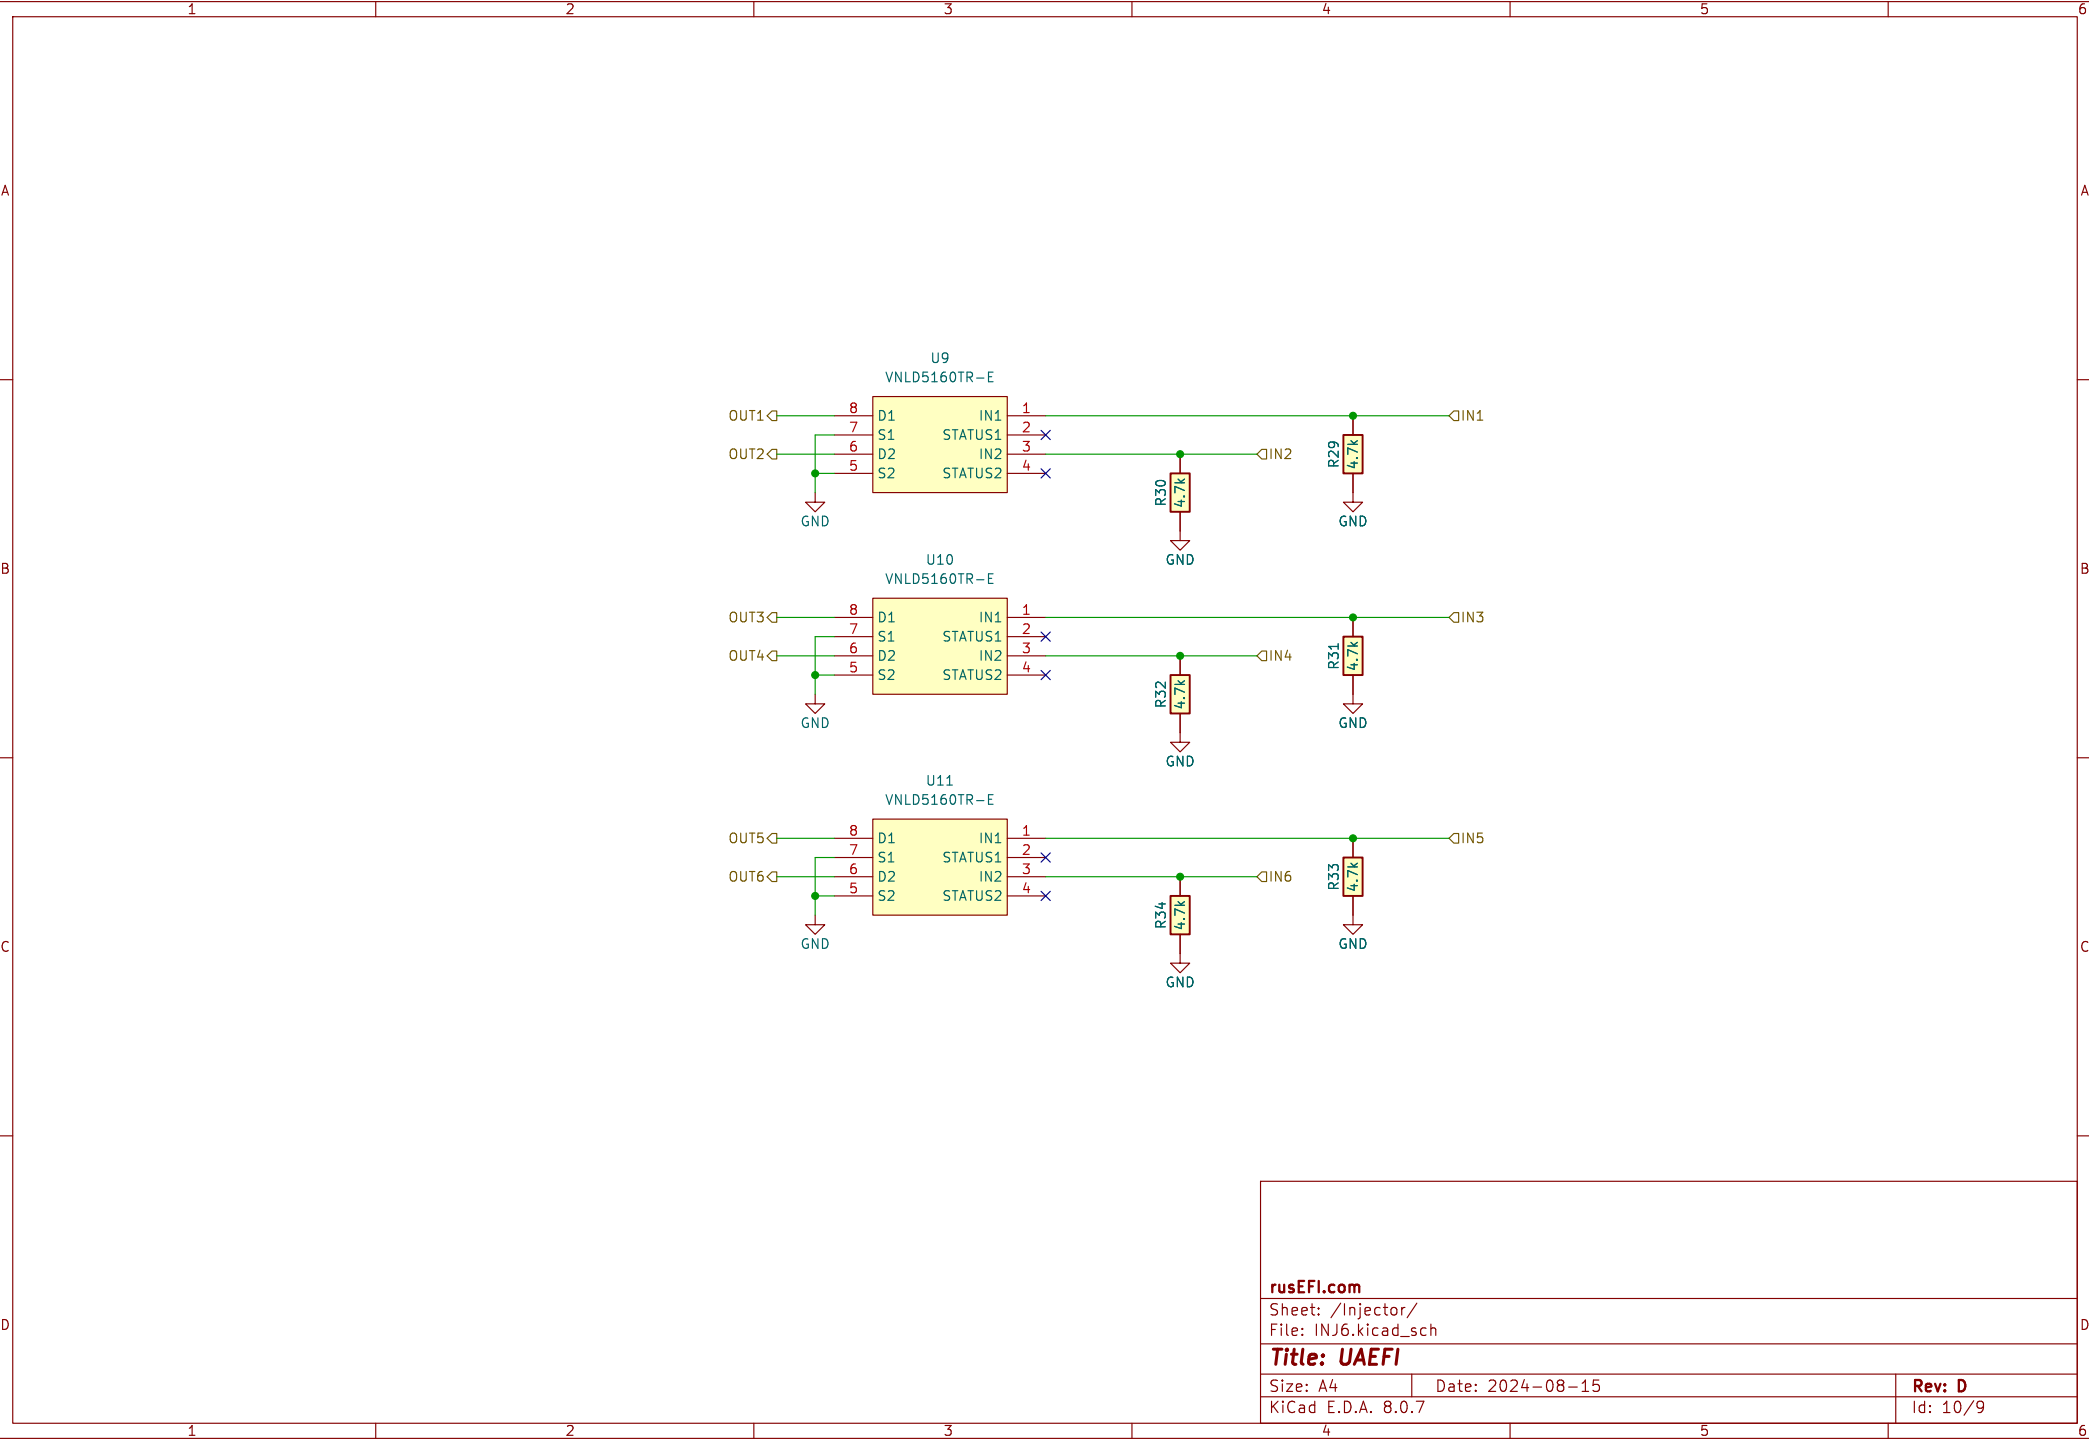 1 2 3 4 5 6
A A
U9
VNLD5160TR-E
OUT1 8 D1 IN1 1 IN1
7 S1 STATUS1 2
OUT2 6 D2 IN2 3 IN2
5 S2 STATUS2 4
R29 4.7k
R30 4.7k
GND GND
GND
B B
U10
VNLD5160TR-E
OUT3 8 D1 IN1 1 IN3
7 S1 STATUS1 2
OUT4 6 D2 IN2 3 IN4
5 S2 STATUS2 4
R31 4.7k
R32 4.7k
GND GND
GND
U11
VNLD5160TR-E
OUT5 8 D1 IN1 1 IN5
7 S1 STATUS1 2
OUT6 6 D2 IN2 3 IN6
5 S2 STATUS2 4
R33 4.7k
R34 4.7k
GND GND
C C
GND
rusEFI.com
Sheet: /Injector/
File: INJ6.kicad_sch
D D
Title: UAEFI
Size: A4 Date: 2024-08-15 Rev: D
KiCad E.D.A. 8.0.7 Id: 10/9
1 2 3 4 5 6